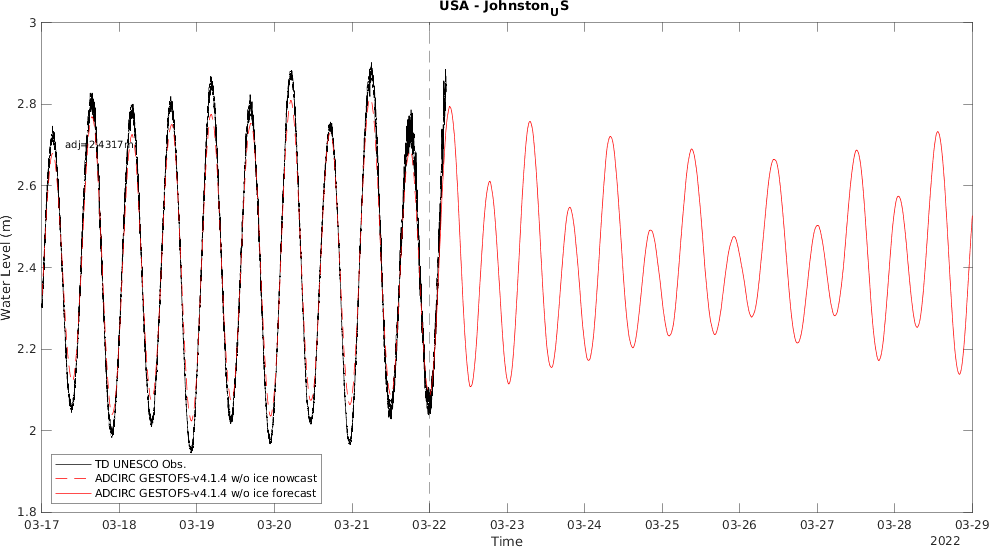 USA - Johnston_US
3
2.8
2.6
2.4
2.2
2
1.8
Water Level (m)
adj=2.4317m
TD UNESCO Obs.
ADCIRC GESTOFS-v4.1.4 w/o ice nowcast
ADCIRC GESTOFS-v4.1.4 w/o ice forecast
03-17 03-18 03-19 03-20 03-21 03-22 03-23 03-24 03-25 03-26 03-27 03-28 03-29
Time
2022